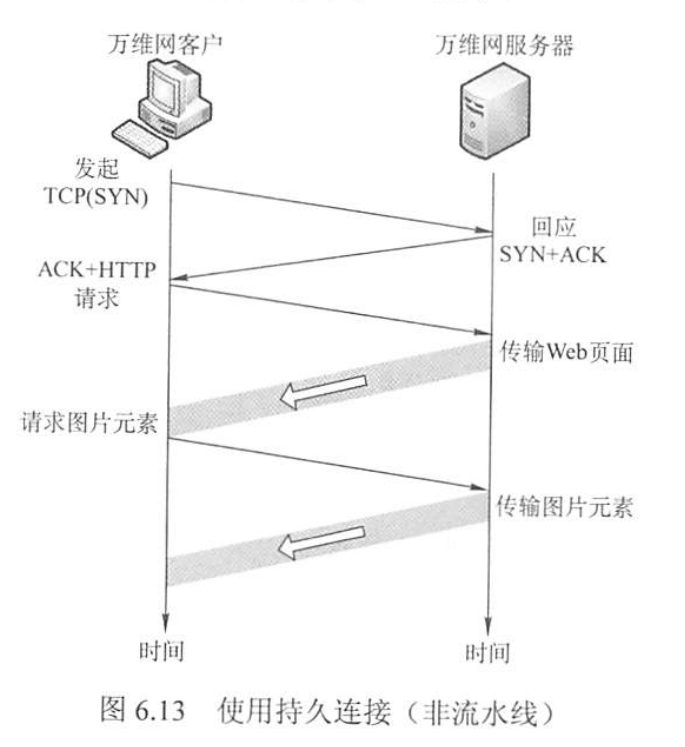 万维网客户
万维网服务器
发起
TCP(SYN)
回应
SYN+ACK
ACK+HTTP
请求
传输Web页面
请求图片元素
传输图片元素
时间
时间
图 6.13 使用持久连接（非流水线）